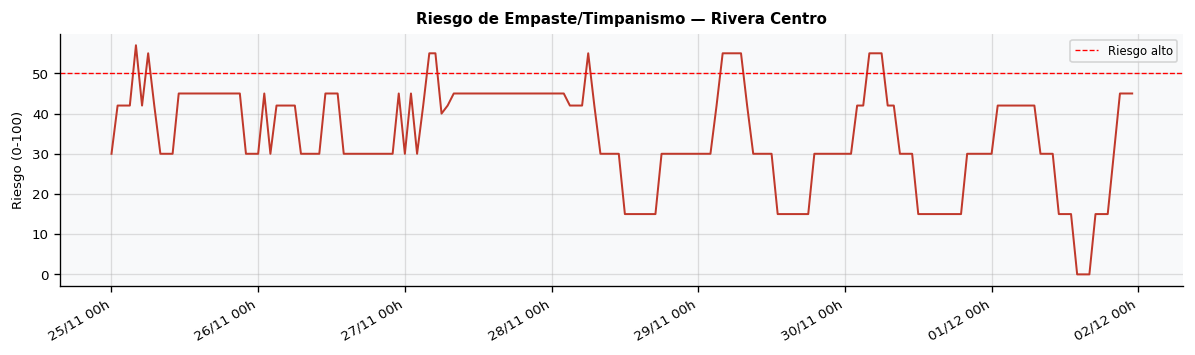 Riesgo de Empaste/Timpanismo — Rivera Centro
Riesgo alto
Riesgo (0-100)
50
40
30
20
10
0
25/11 00h
26/11 00h
27/11 00h
28/11 00h
29/11 00h
30/11 00h
01/12 00h
02/12 00h